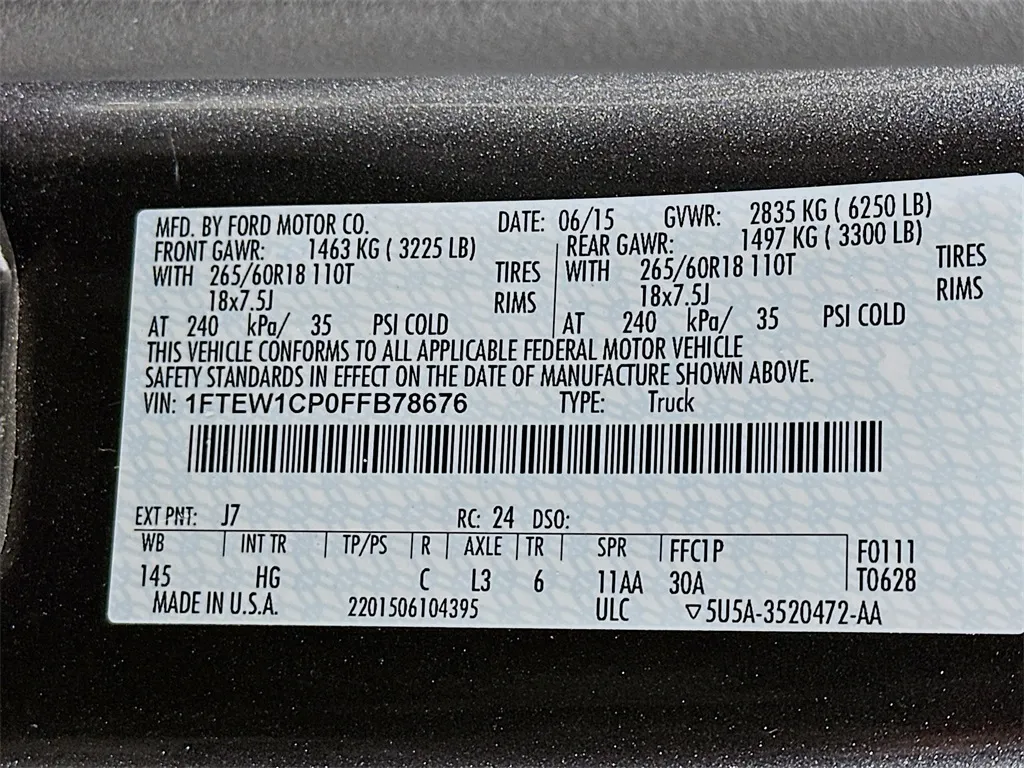 MFD. BY FORD MOTOR CO. DATE: 06/15 GVWR: 2835 KG ( 6250 LB)
FRONT GAWR: 1463 KG ( 3225 LB) REAR GAWR: 1497 KG ( 3300 LB)
WITH 265/60R18 110T TIRES WITH 265/60R18 110T TIRES
18x7.5J RIMS 18x7.5J RIMS
AT 240 kPa/ 35 PSI COLD AT 240 kPa/ 35 PSI COLD
THIS VEHICLE CONFORMS TO ALL APPLICABLE FEDERAL MOTOR VEHICLE
SAFETY STANDARDS IN EFFECT ON THE DATE OF MANUFACTURE SHOWN ABOVE.
VIN: 1FTEW1CP0FFB78676 TYPE: Truck
EXT PNT: J7 RC: 24 DSO:
WB INT TR TP/PS R AXLE TR SPR FFC1P F0111
145 HG C L3 6 11AA 30A T0628
MADE IN U.S.A. 2201506104395 ULC ▽5U5A-3520472-AA